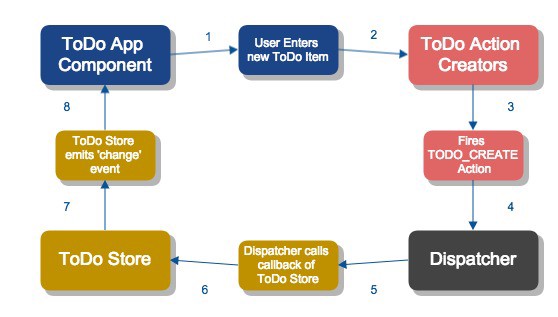 ToDo App
Component
1
User Enters
new ToDo Item
2
ToDo Action
Creators
3
Fires
TODO_CREATE
Action
4
Dispatcher
5
Dispatcher calls
callback of
ToDo Store
6
ToDo Store
7
ToDo Store
emits 'change'
event
8